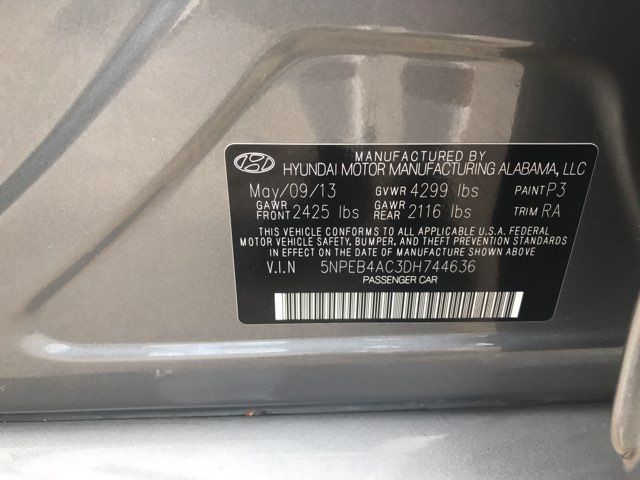 MANUFACTURED BY
HYUNDAI MOTOR MANUFACTURING ALABAMA, LLC
May/09/13 GVWR 4299 lbs PAINT P3
GAWR FRONT 2425 lbs GAWR REAR 2116 lbs TRIM RA
THIS VEHICLE CONFORMS TO ALL APPLICABLE U.S.A. FEDERAL
MOTOR VEHICLE SAFETY, BUMPER, AND THEFT PREVENTION STANDARDS
IN EFFECT ON THE DATE OF MANUFACTURE SHOWN ABOVE
V.I.N 5NPEB4AC3DH744636
PASSENGER CAR